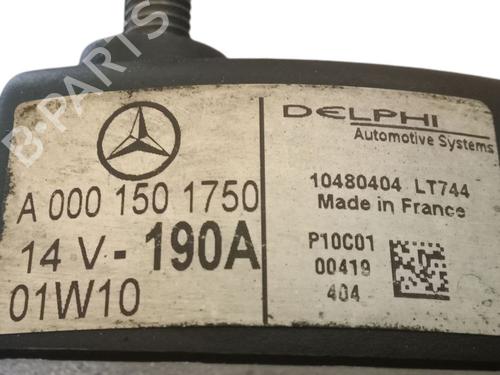 A 000 150 1750
14 V - 190A
01W10
DELPHI
Automotive Systems
10480404 LT744
Made in France
P10C01
00419
404
B-PARTS